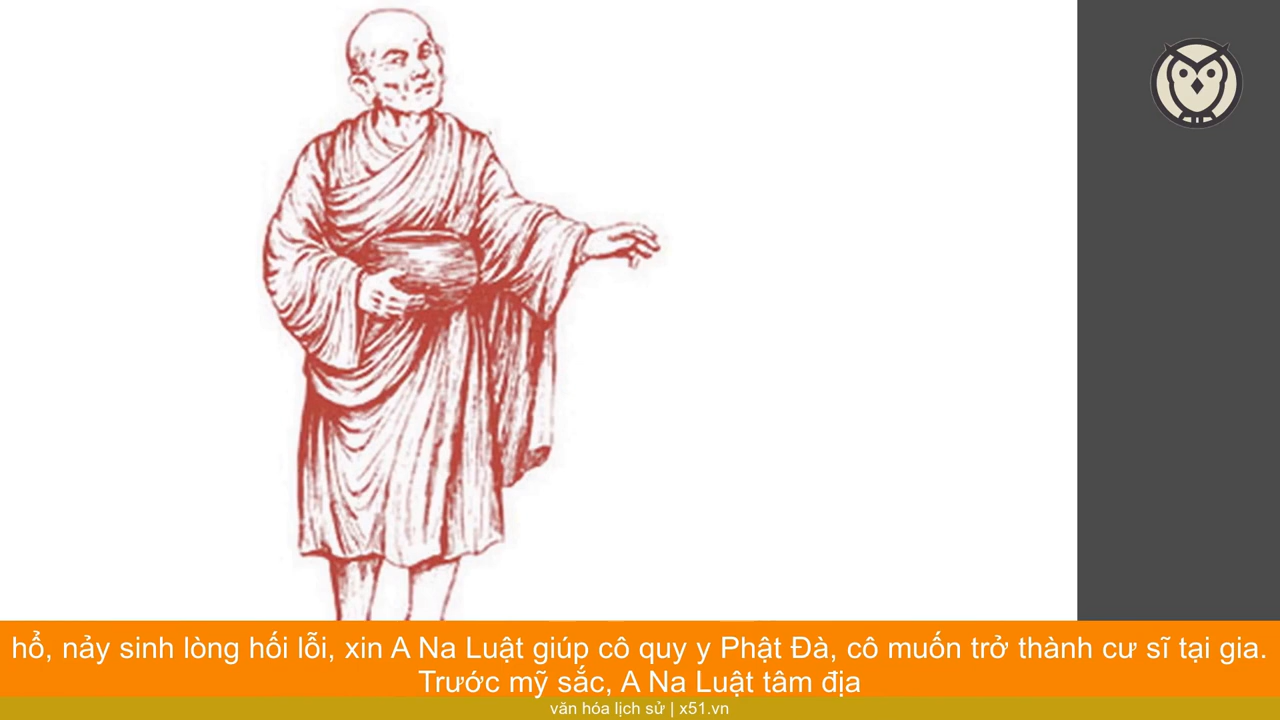 hổ, nảy sinh lòng hối lỗi, xin A Na Luật giúp cô quy y Phật Đà, cô muốn trở thành cư sĩ tại gia.
Trước mỹ sắc, A Na Luật tâm địa
văn hóa lịch sử | x51.vn